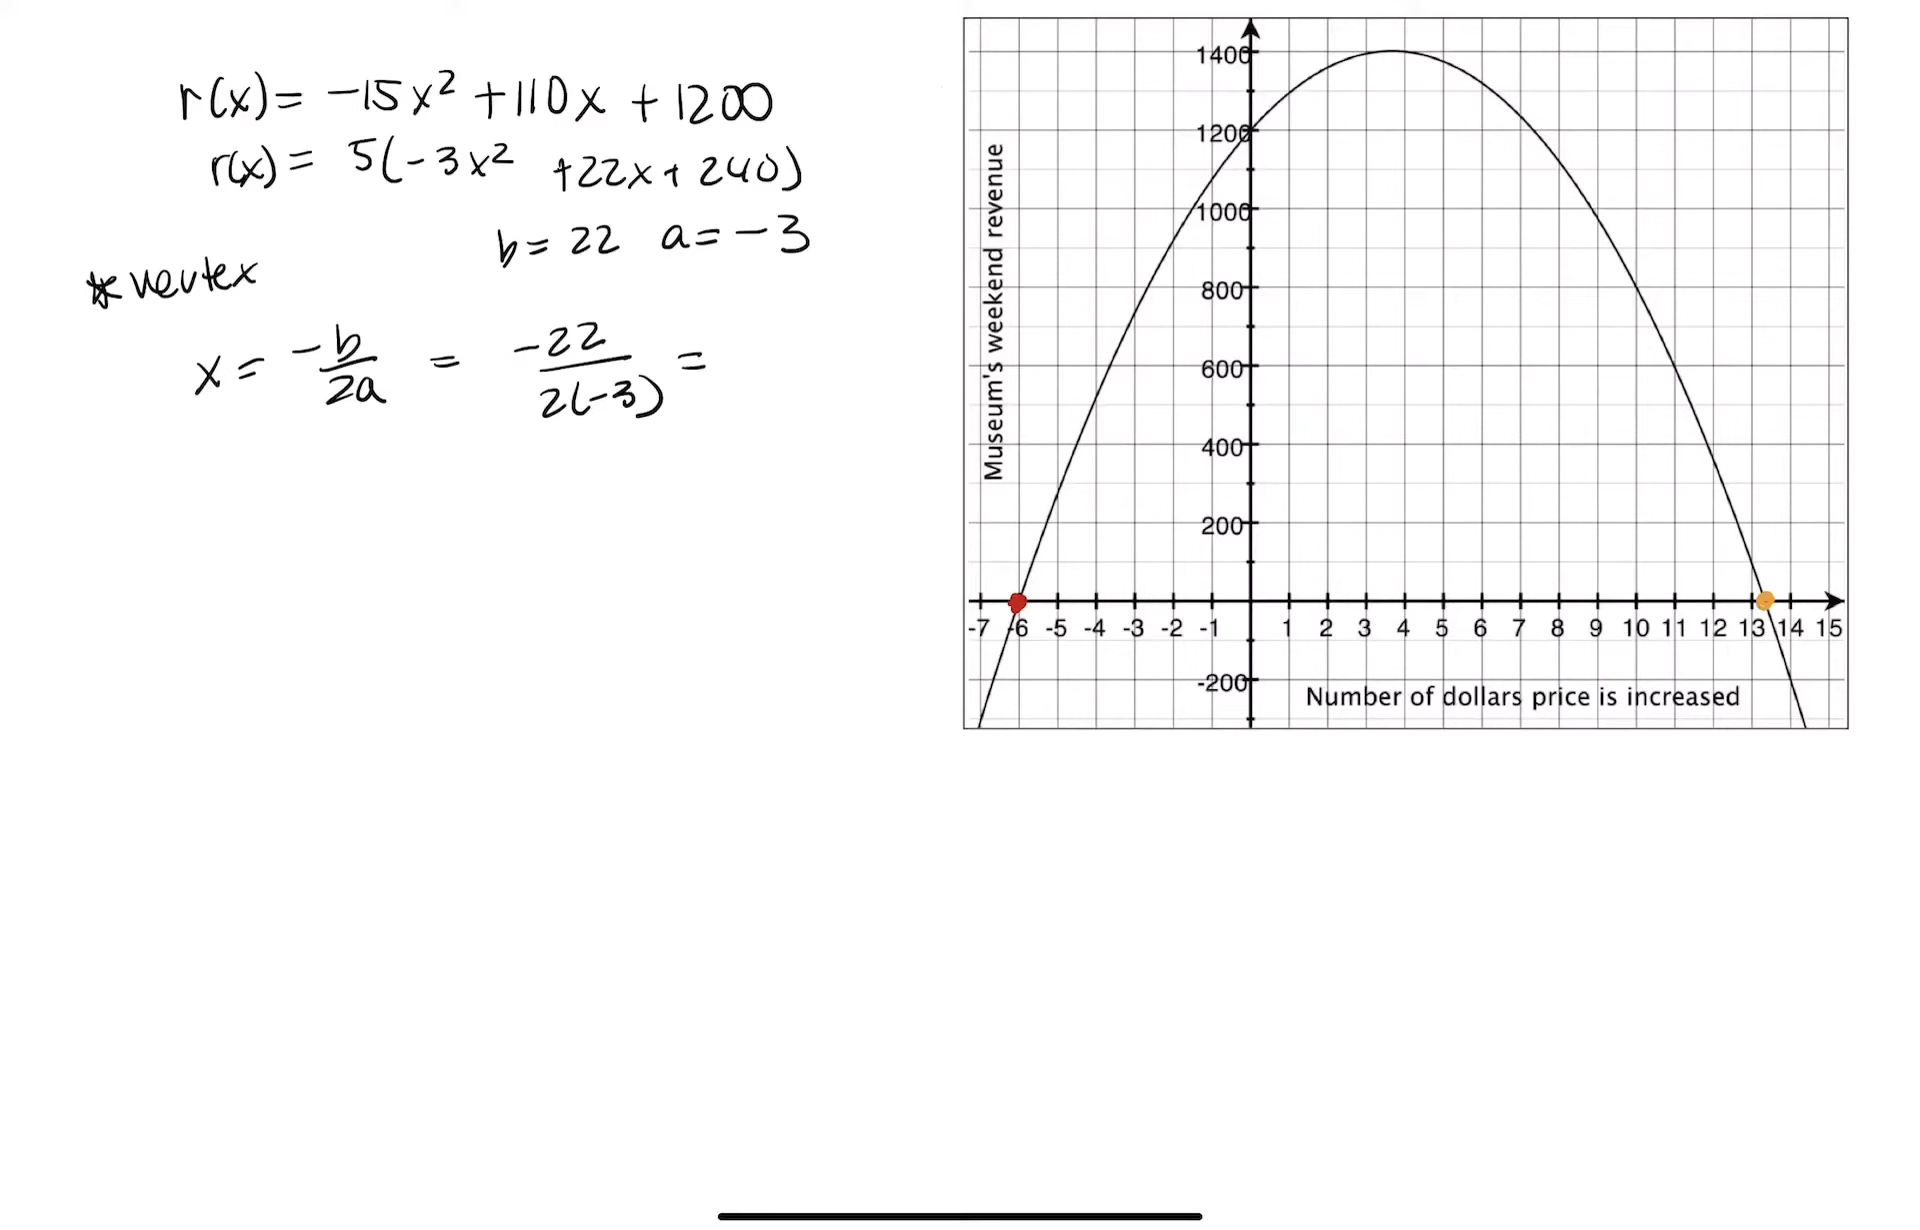 r(x) = -15x² + 110x + 1200
r(x) = 5(-3x² + 22x + 240)
b = 22 a = -3
* vertex
x = -b/2a = -22/2(-3) =
Museum's weekend revenue
1400
1200
1000
800
600
400
200
-7 -6 -5 -4 -3 -2 -1 1 2 3 4 5 6 7 8 9 10 11 12 13 14 15
-200
Number of dollars price is increased